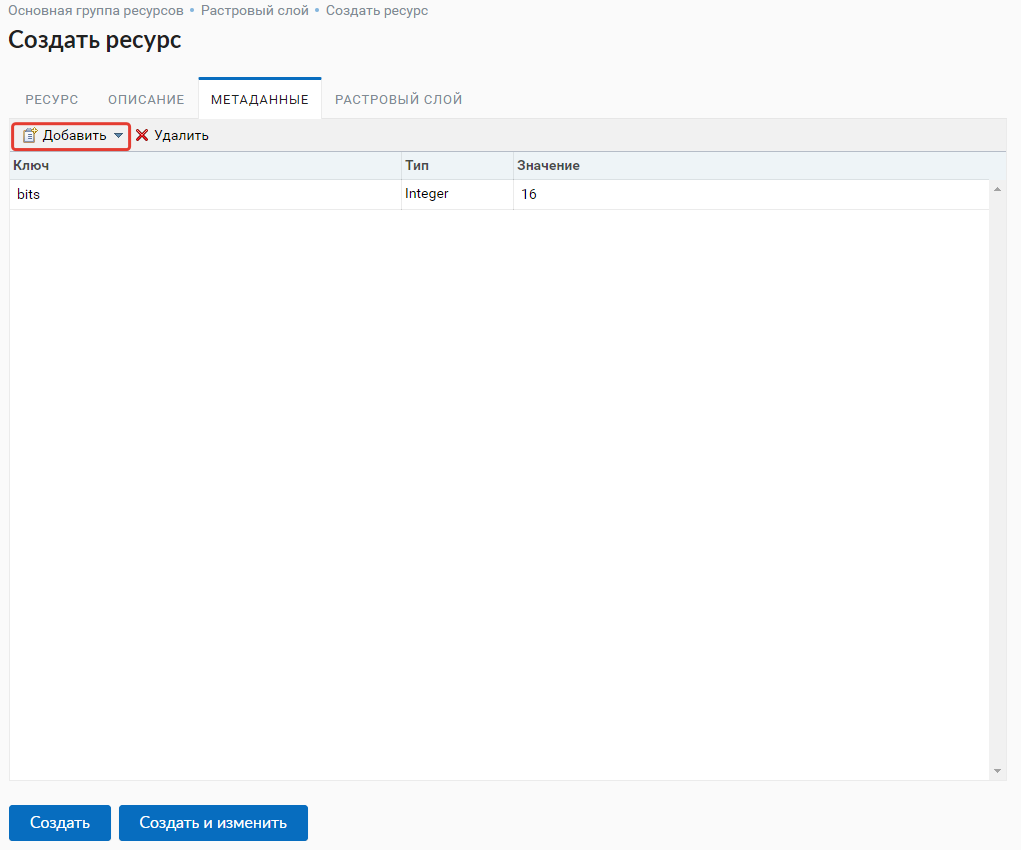 Основная группа ресурсов • Растровый слой • Создать ресурс
Создать ресурс
РЕСУРС ОПИСАНИЕ МЕТАДАННЫЕ РАСТРОВЫЙ СЛОЙ
Добавить Удалить
Ключ Тип Значение
bits Integer 16
Создать Создать и изменить